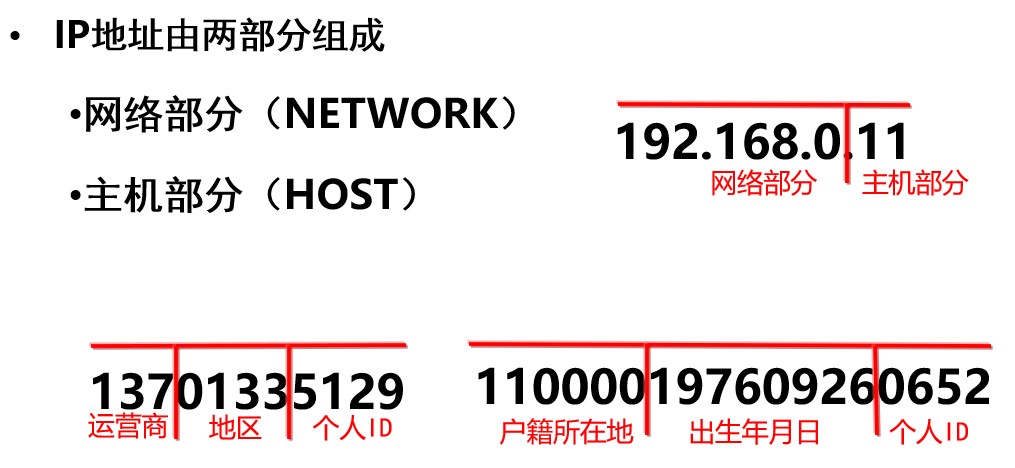 • IP地址由两部分组成
•网络部分（NETWORK）
•主机部分（HOST）
192.168.0.11
网络部分 主机部分
13701335129
运营商 地区 个人ID
110000197609260652
户籍所在地 出生年月日 个人ID